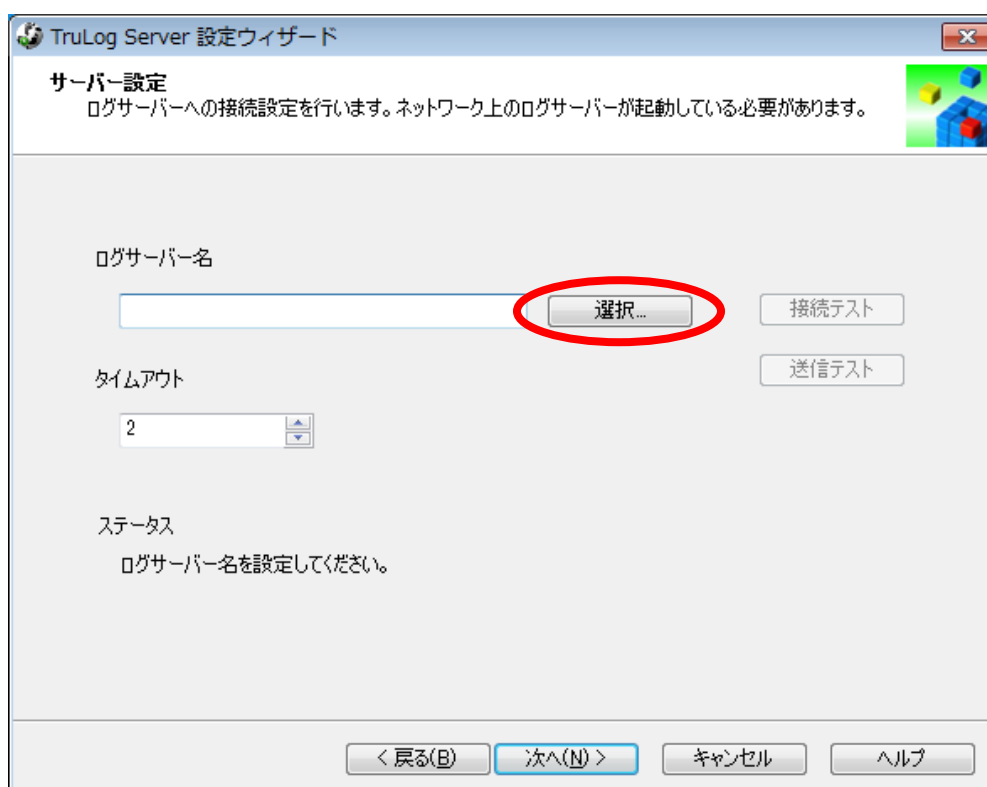 TruLog Server 設定ウィザード
サーバー設定
ログサーバーへの接続設定を行います。ネットワーク上のログサーバーが起動している必要があります。
ログサーバー名
選択...
接続テスト
タイムアウト
送信テスト
2
ステータス
ログサーバー名を設定してください。
< 戻る(B)
次へ(N) >
キャンセル
ヘルプ